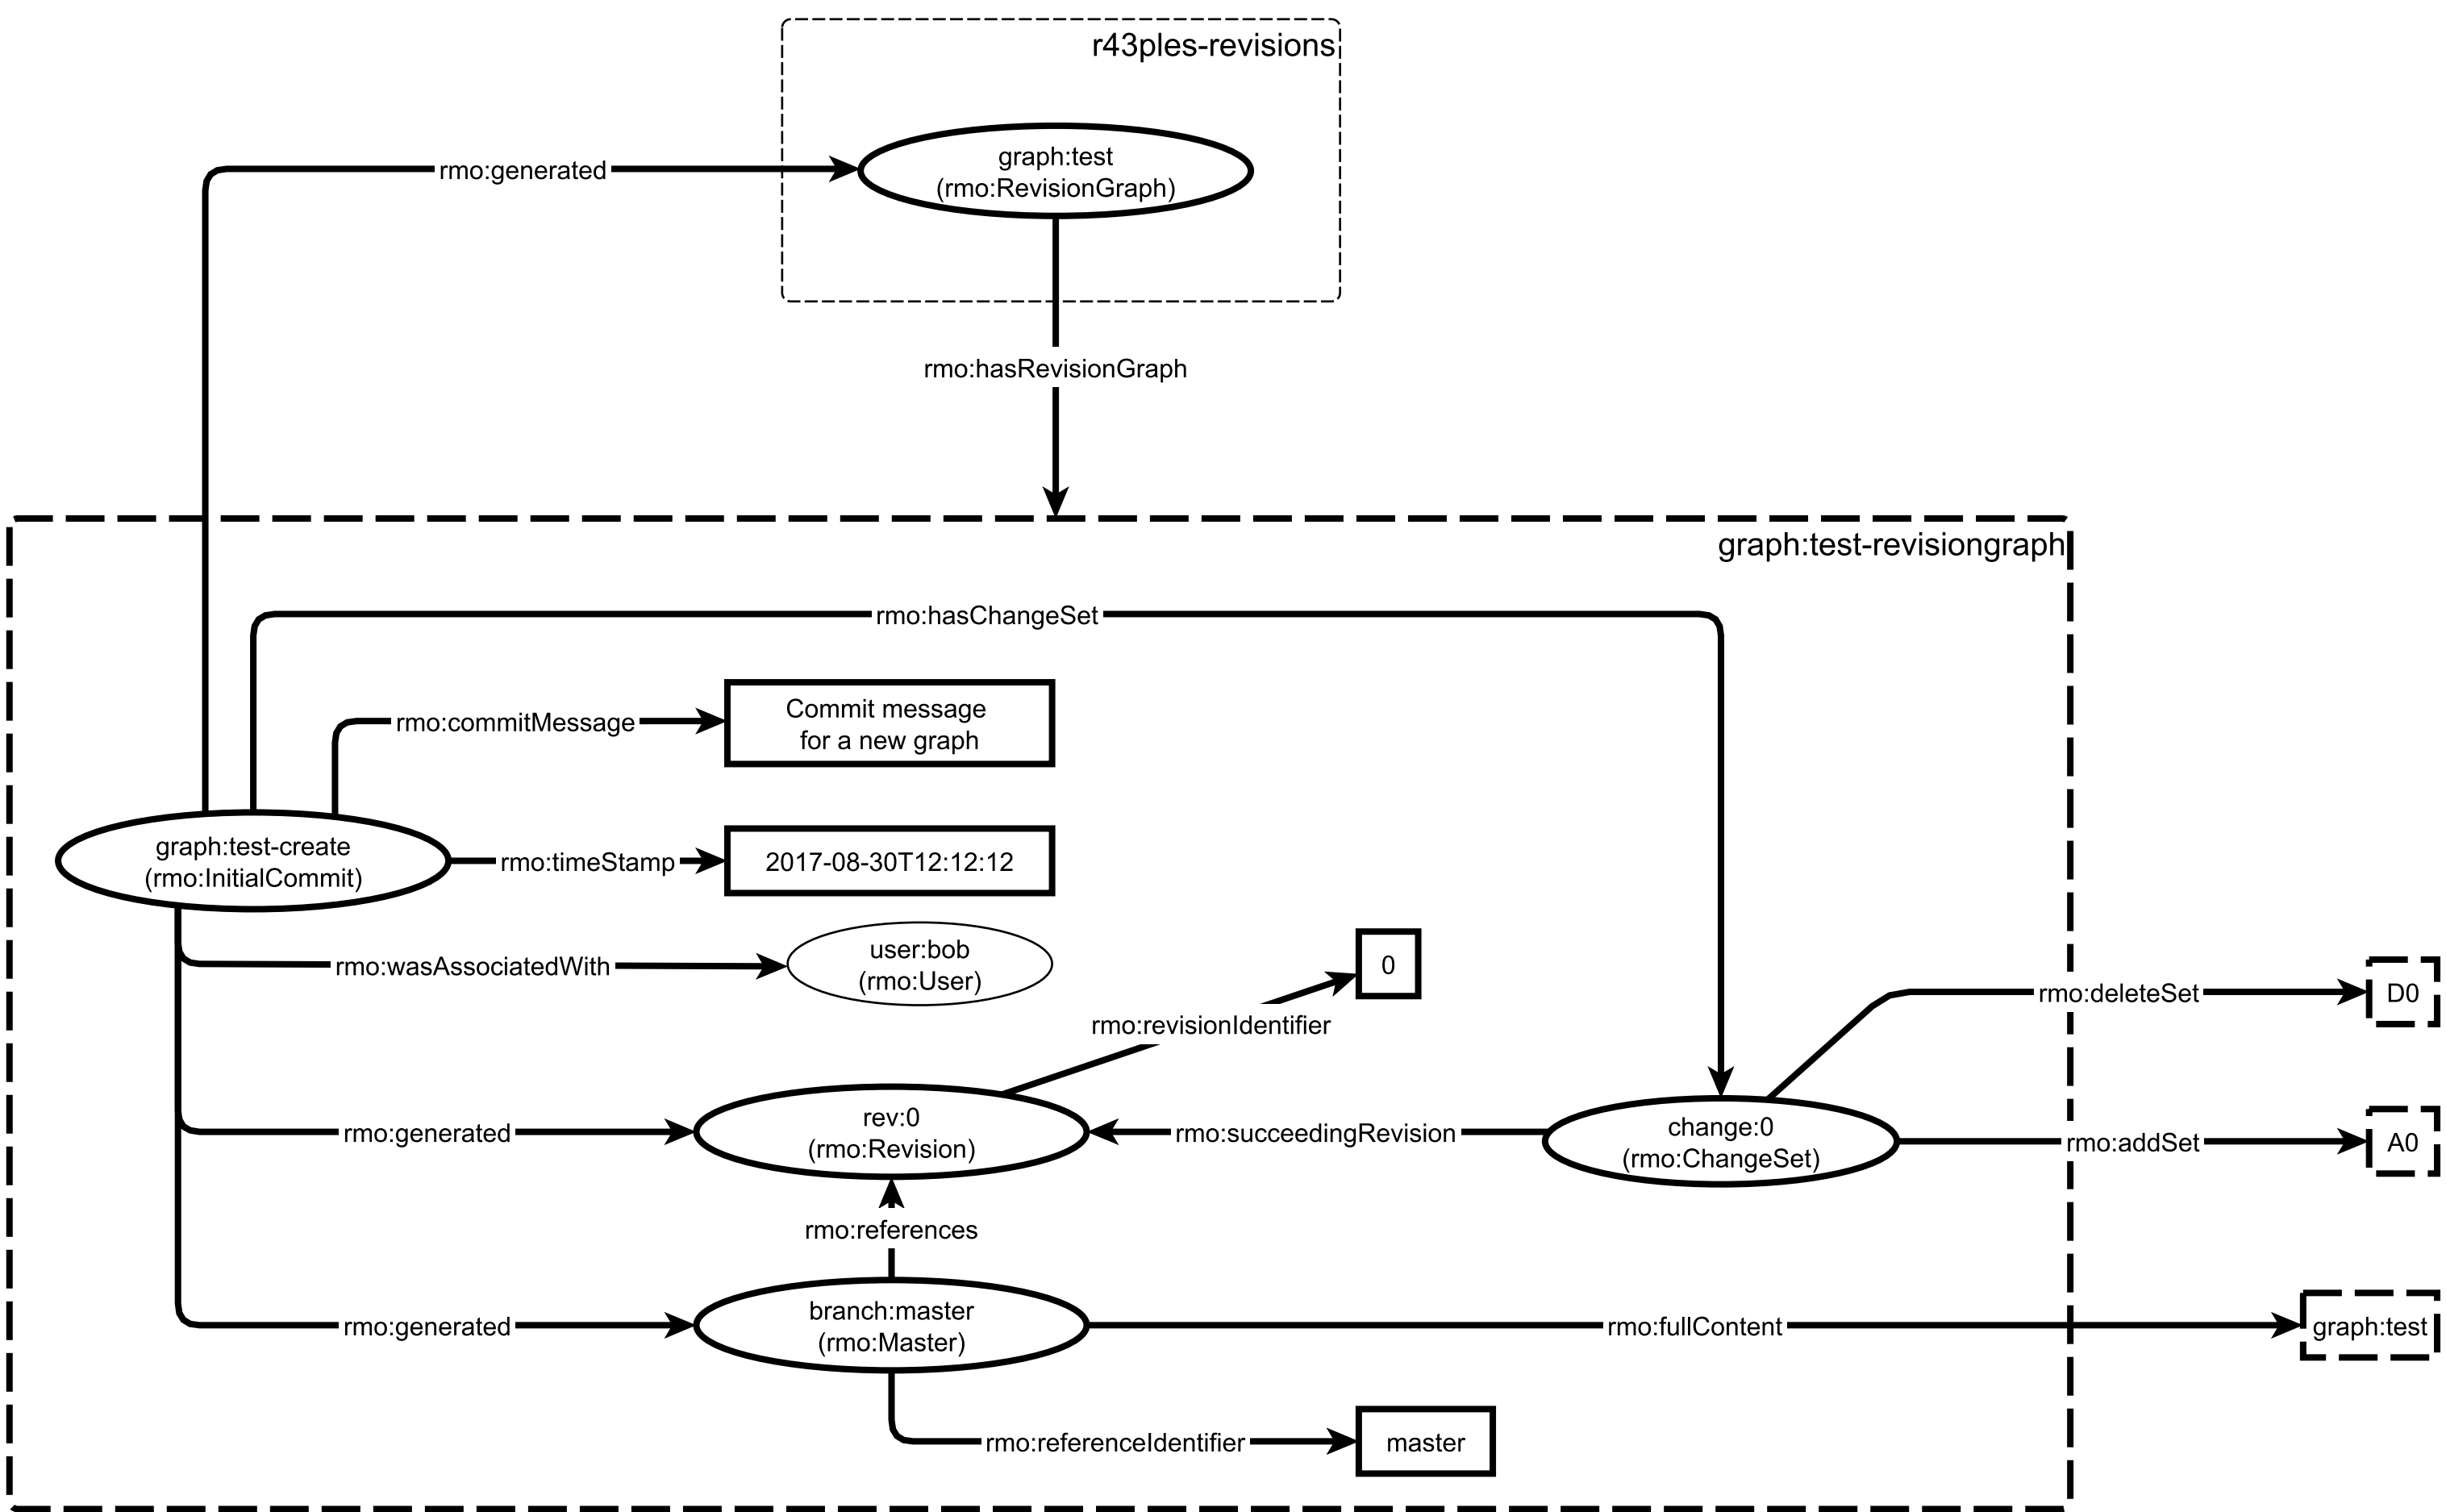 r43ples-revisions
graph:test
(rmo:RevisionGraph)
rmo:generated
rmo:hasRevisionGraph
graph:test-revisiongraph
rmo:hasChangeSet
rmo:commitMessage
Commit message
for a new graph
graph:test-create
(rmo:InitialCommit)
rmo:timeStamp
2017-08-30T12:12:12
rmo:wasAssociatedWith
user:bob
(rmo:User)
0
rmo:revisionIdentifier
rmo:deleteSet
D0
rmo:generated
rev:0
(rmo:Revision)
rmo:succeedingRevision
change:0
(rmo:ChangeSet)
rmo:addSet
A0
rmo:references
rmo:generated
branch:master
(rmo:Master)
rmo:fullContent
graph:test
rmo:referenceIdentifier
master